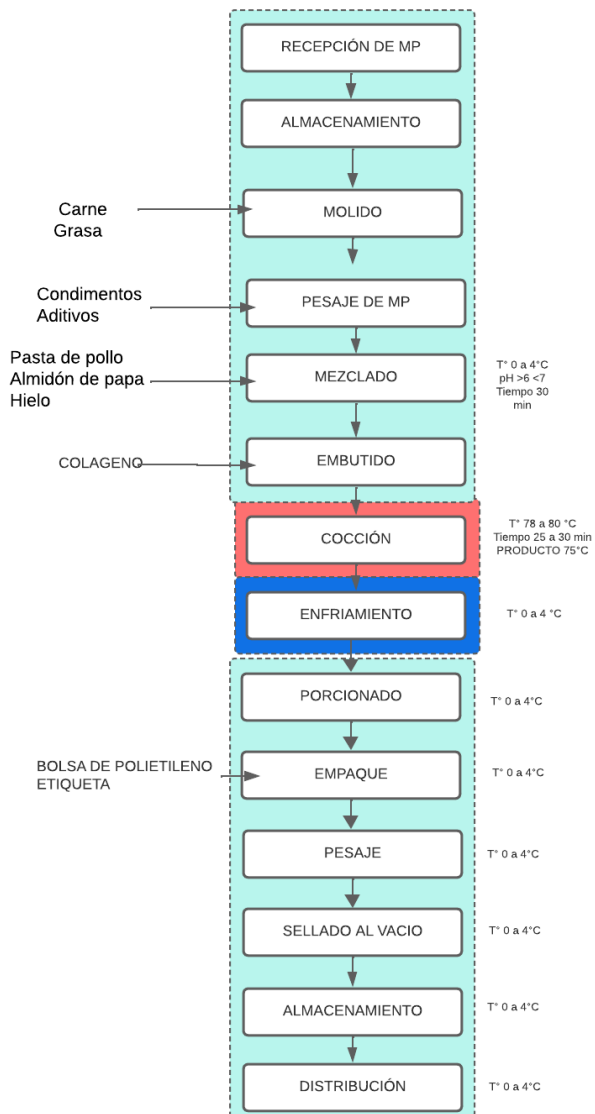 RECEPCIÓN DE MP
ALMACENAMIENTO
Carne
Grasa
MOLIDO
Condimentos
Aditivos
PESAJE DE MP
Pasta de pollo
Almidón de papa
Hielo
MEZCLADO
T° 0 a 4°C
pH >6 <7
Tiempo 30
min
COLAGENO
EMBUTIDO
COCCIÓN
T° 78 a 80 °C
Tiempo 25 a 30 min
PRODUCTO 75°C
ENFRIAMIENTO
T° 0 a 4 °C
PORCIONADO
T° 0 a 4°C
BOLSA DE POLIETILENO
ETIQUETA
EMPAQUE
T° 0 a 4°C
PESAJE
T° 0 a 4°C
SELLADO AL VACIO
T° 0 a 4°C
ALMACENAMIENTO
T° 0 a 4°C
DISTRIBUCIÓN
T° 0 a 4°C